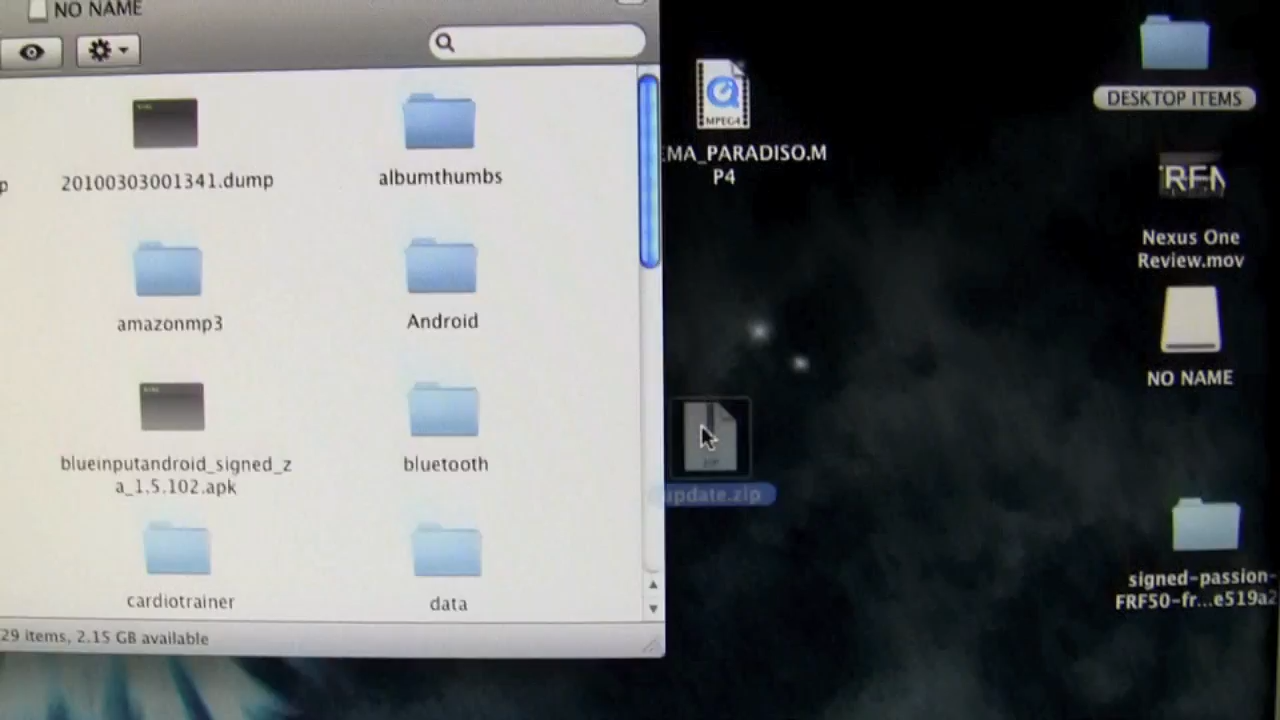 NO NAME
p
20100303001341.dump
albumthumbs
amazonmp3
Android
blueinputandroid_signed_z
a_1.5.102.apk
bluetooth
cardiotrainer
data
29 items, 2.15 GB available
MPEG4
EMA_PARADISO.M
P4
update.zip
DESKTOP ITEMS
Nexus One
Review.mov
NO NAME
signed-passion-
FRF50-fr...e519a2